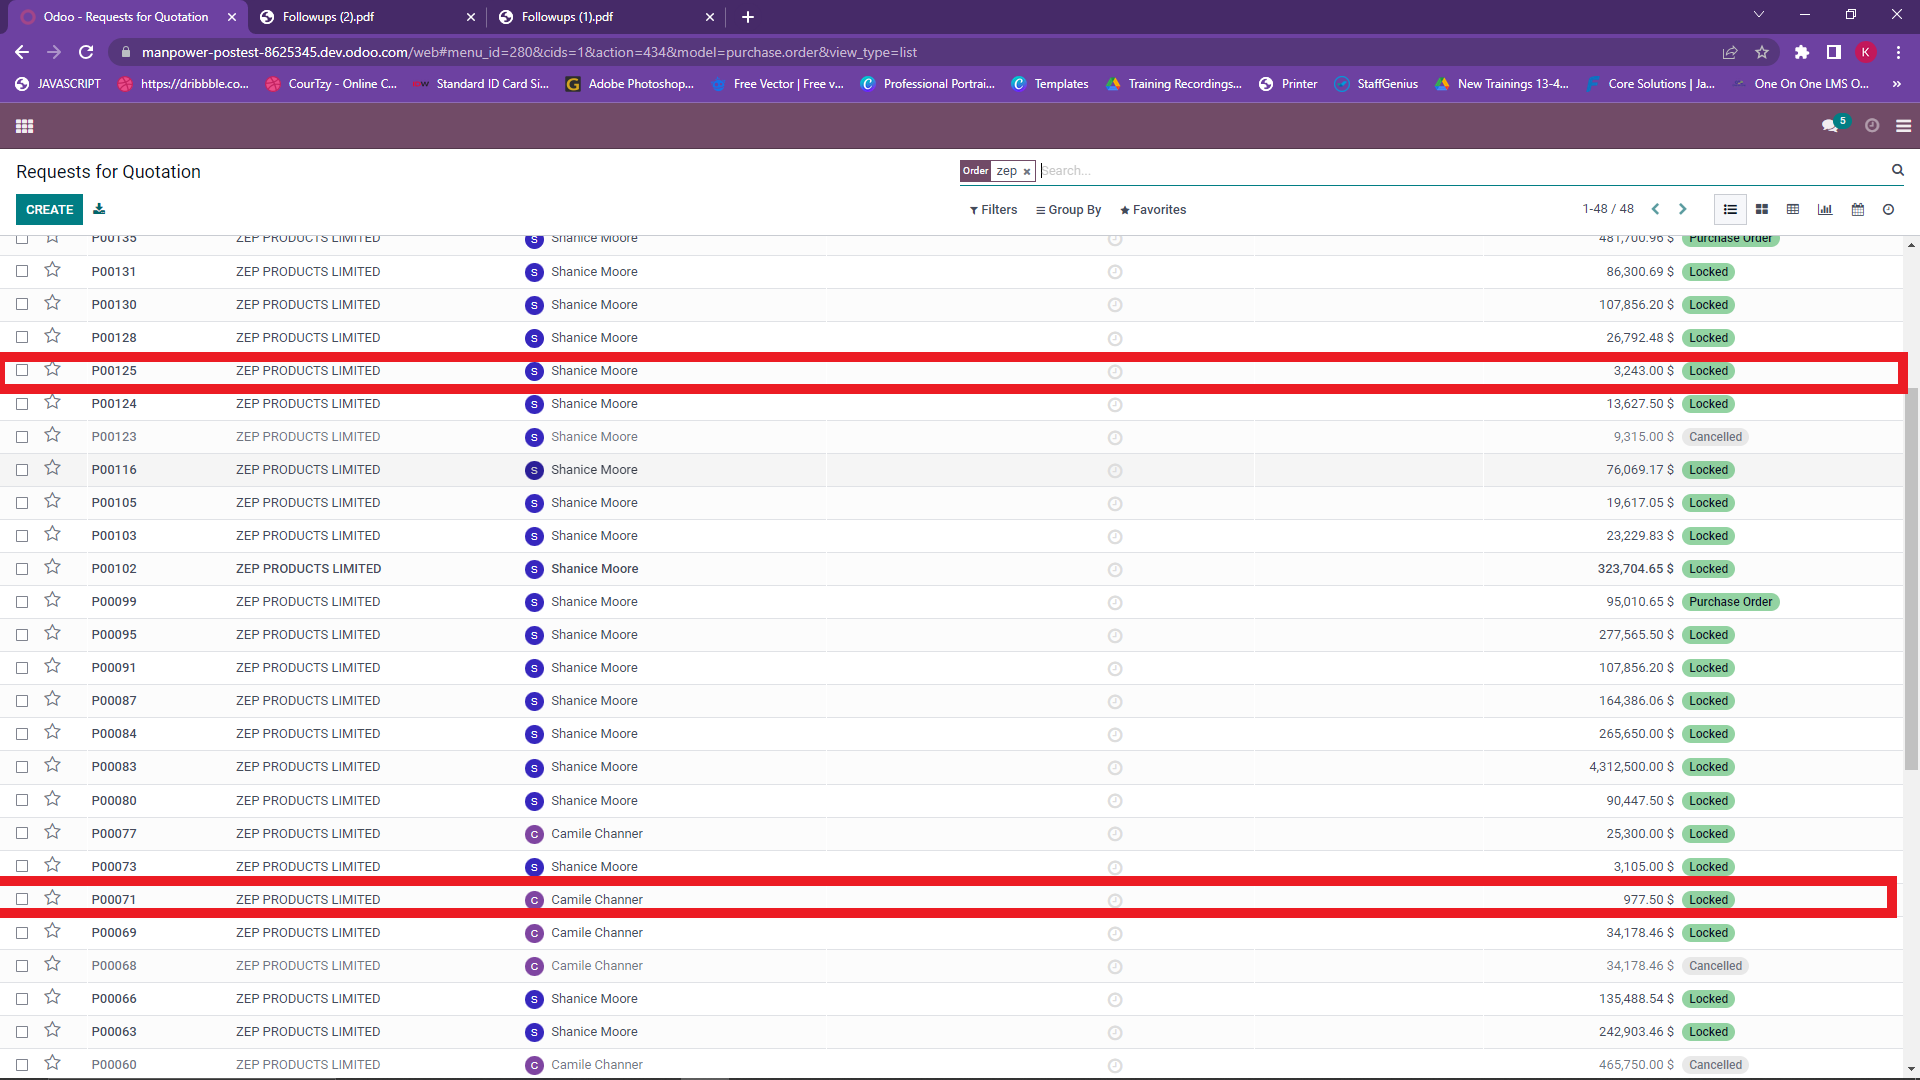 Odoo - Requests for Quotation
Followups (2).pdf
Followups (1).pdf
manpower-postest-8625345.dev.odoo.com/web#menu_id=280&cids=1&action=434&model=purchase.order&view_type=list
K
JAVASCRIPT
https://dribbble.co...
CourTzy - Online C...
Standard ID Card Si...
Adobe Photoshop...
Free Vector | Free v...
Professional Portrai...
Templates
Training Recordings...
Printer
StaffGenius
New Trainings 13-4...
Core Solutions | Ja...
One On One LMS O...
5
Requests for Quotation
Order zep Search...
CREATE
Filters Group By Favorites 1-48 / 48
P00135 ZEP PRODUCTS LIMITED S Shanice Moore 481,700.96 $ Purchase Order
P00131 ZEP PRODUCTS LIMITED S Shanice Moore 86,300.69 $ Locked
P00130 ZEP PRODUCTS LIMITED S Shanice Moore 107,856.20 $ Locked
P00128 ZEP PRODUCTS LIMITED S Shanice Moore 26,792.48 $ Locked
P00125 ZEP PRODUCTS LIMITED S Shanice Moore 3,243.00 $ Locked
P00124 ZEP PRODUCTS LIMITED S Shanice Moore 13,627.50 $ Locked
P00123 ZEP PRODUCTS LIMITED S Shanice Moore 9,315.00 $ Cancelled
P00116 ZEP PRODUCTS LIMITED S Shanice Moore 76,069.17 $ Locked
P00105 ZEP PRODUCTS LIMITED S Shanice Moore 19,617.05 $ Locked
P00103 ZEP PRODUCTS LIMITED S Shanice Moore 23,229.83 $ Locked
P00102 ZEP PRODUCTS LIMITED S Shanice Moore 323,704.65 $ Locked
P00099 ZEP PRODUCTS LIMITED S Shanice Moore 95,010.65 $ Purchase Order
P00095 ZEP PRODUCTS LIMITED S Shanice Moore 277,565.50 $ Locked
P00091 ZEP PRODUCTS LIMITED S Shanice Moore 107,856.20 $ Locked
P00087 ZEP PRODUCTS LIMITED S Shanice Moore 164,386.06 $ Locked
P00084 ZEP PRODUCTS LIMITED S Shanice Moore 265,650.00 $ Locked
P00083 ZEP PRODUCTS LIMITED S Shanice Moore 4,312,500.00 $ Locked
P00080 ZEP PRODUCTS LIMITED S Shanice Moore 90,447.50 $ Locked
P00077 ZEP PRODUCTS LIMITED C Camile Channer 25,300.00 $ Locked
P00073 ZEP PRODUCTS LIMITED S Shanice Moore 3,105.00 $ Locked
P00071 ZEP PRODUCTS LIMITED C Camile Channer 977.50 $ Locked
P00069 ZEP PRODUCTS LIMITED C Camile Channer 34,178.46 $ Locked
P00068 ZEP PRODUCTS LIMITED C Camile Channer 34,178.46 $ Cancelled
P00066 ZEP PRODUCTS LIMITED S Shanice Moore 135,488.54 $ Locked
P00063 ZEP PRODUCTS LIMITED S Shanice Moore 242,903.46 $ Locked
P00060 ZEP PRODUCTS LIMITED C Camile Channer 465,750.00 $ Cancelled